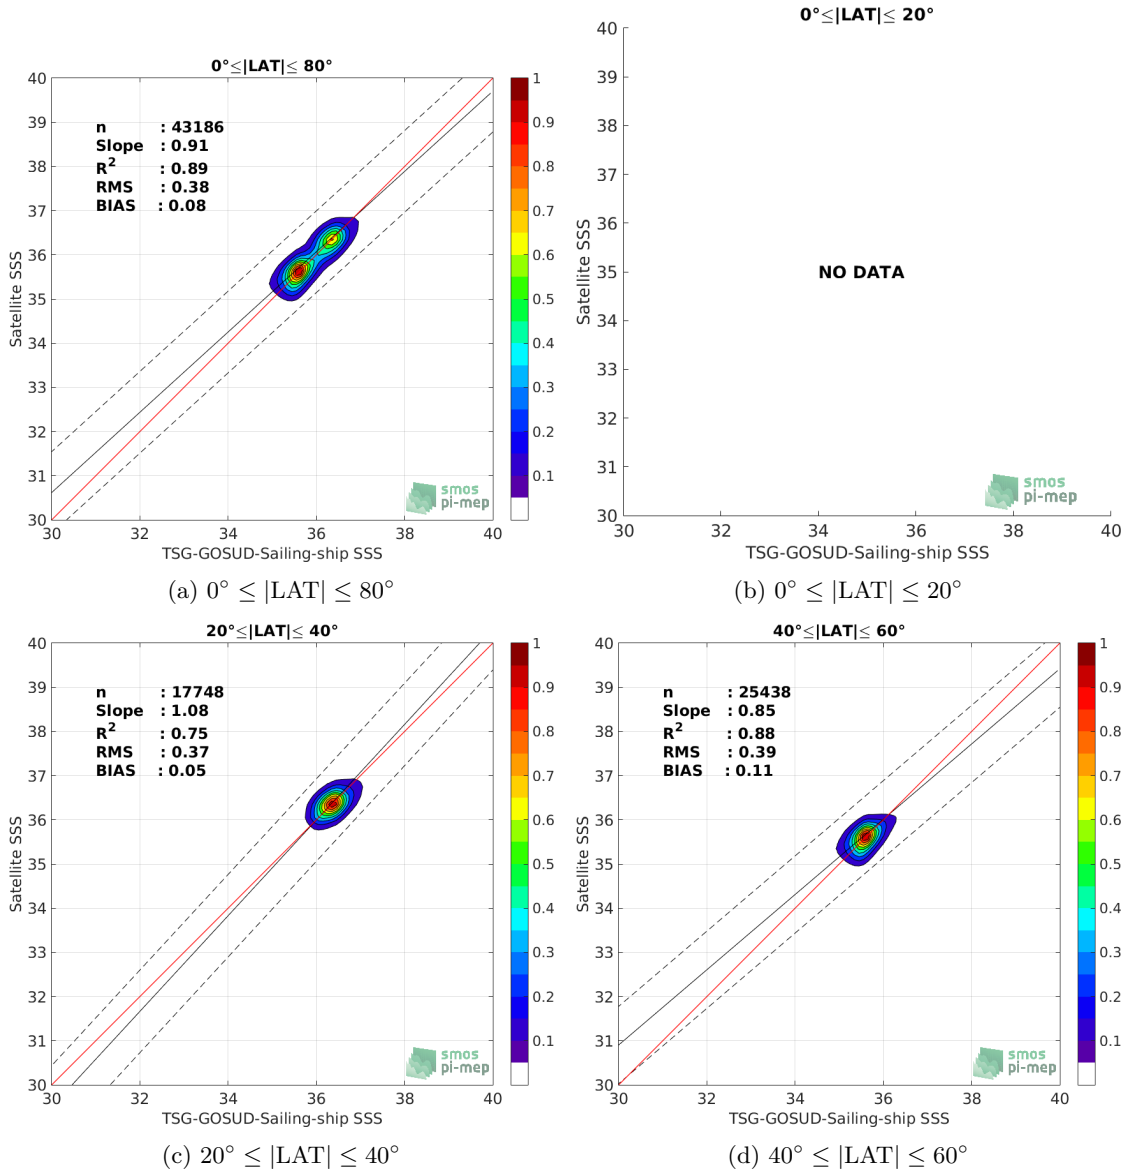 0°≤|LAT|≤ 80°
40
39
38
37
36
35
34
33
32
31
30
n : 43186
Slope : 0.91
R² : 0.89
RMS : 0.38
BIAS : 0.08
Satellite SSS
30 32 34 36 38 40
TSG-GOSUD-Sailing-ship SSS
1
0.9
0.8
0.7
0.6
0.5
0.4
0.3
0.2
0.1
smos
pi-mep
(a) 0° ≤ |LAT| ≤ 80°
0°≤|LAT|≤ 20°
40
39
38
37
36
35
34
33
32
31
30
NO DATA
Satellite SSS
30 32 34 36 38 40
TSG-GOSUD-Sailing-ship SSS
smos
pi-mep
(b) 0° ≤ |LAT| ≤ 20°
20°≤|LAT|≤ 40°
40
39
38
37
36
35
34
33
32
31
30
n : 17748
Slope : 1.08
R² : 0.75
RMS : 0.37
BIAS : 0.05
Satellite SSS
30 32 34 36 38 40
TSG-GOSUD-Sailing-ship SSS
1
0.9
0.8
0.7
0.6
0.5
0.4
0.3
0.2
0.1
smos
pi-mep
(c) 20° ≤ |LAT| ≤ 40°
40°≤|LAT|≤ 60°
40
39
38
37
36
35
34
33
32
31
30
n : 25438
Slope : 0.85
R² : 0.88
RMS : 0.39
BIAS : 0.11
Satellite SSS
30 32 34 36 38 40
TSG-GOSUD-Sailing-ship SSS
1
0.9
0.8
0.7
0.6
0.5
0.4
0.3
0.2
0.1
smos
pi-mep
(d) 40° ≤ |LAT| ≤ 60°